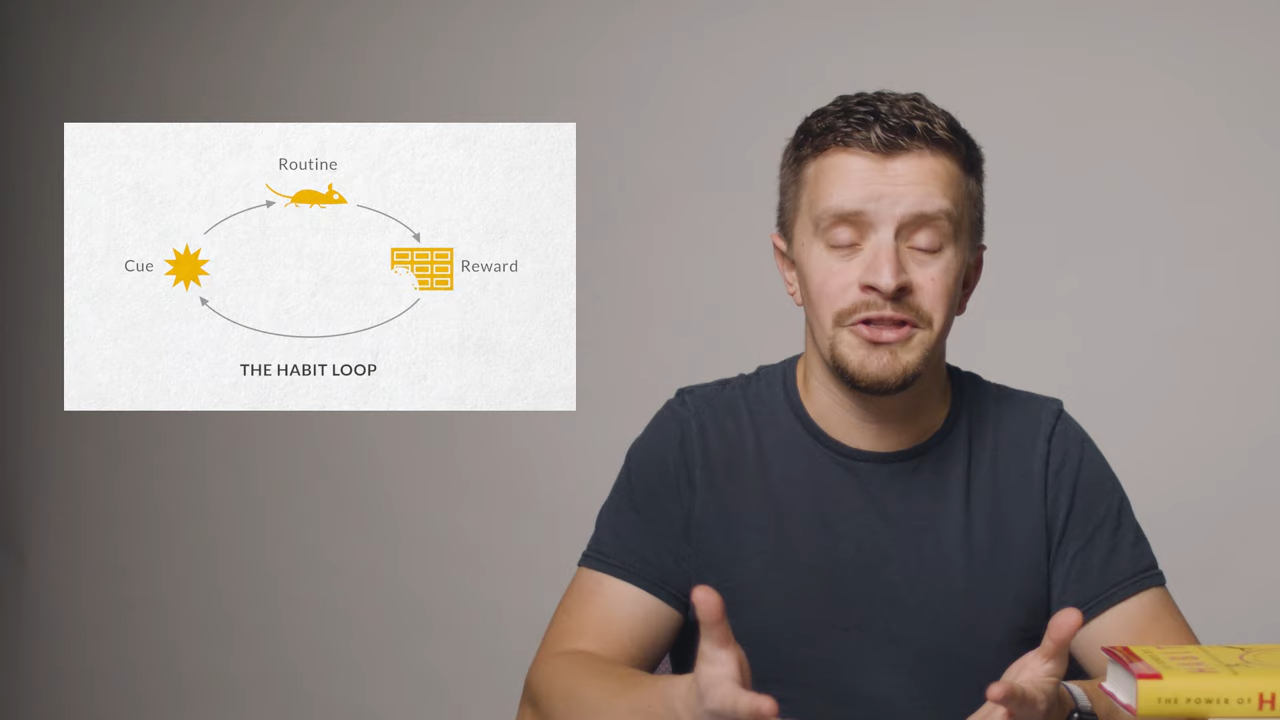 Routine
Cue
Reward
THE HABIT LOOP
THE POWER OF H